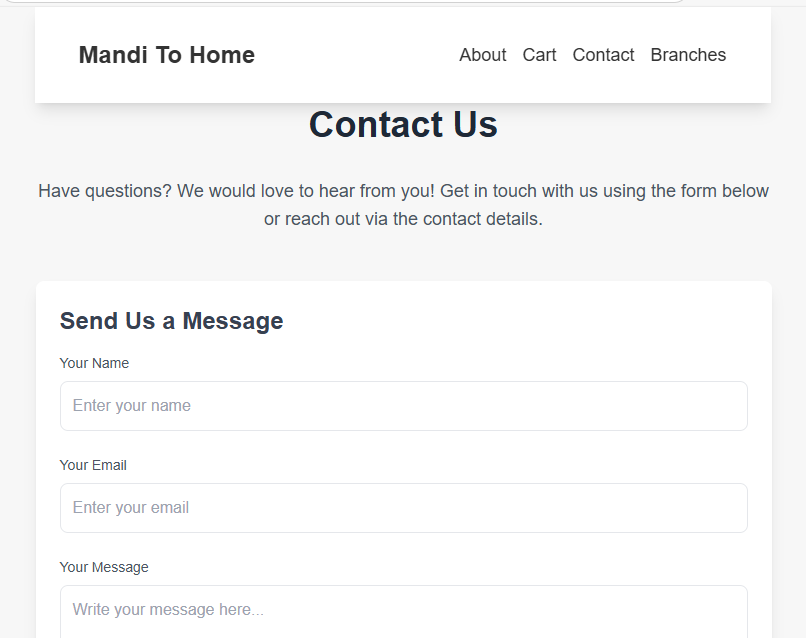 Mandi To Home
About Cart Contact Branches
Contact Us
Have questions? We would love to hear from you! Get in touch with us using the form below
or reach out via the contact details.
Send Us a Message
Your Name
Enter your name
Your Email
Enter your email
Your Message
Write your message here...